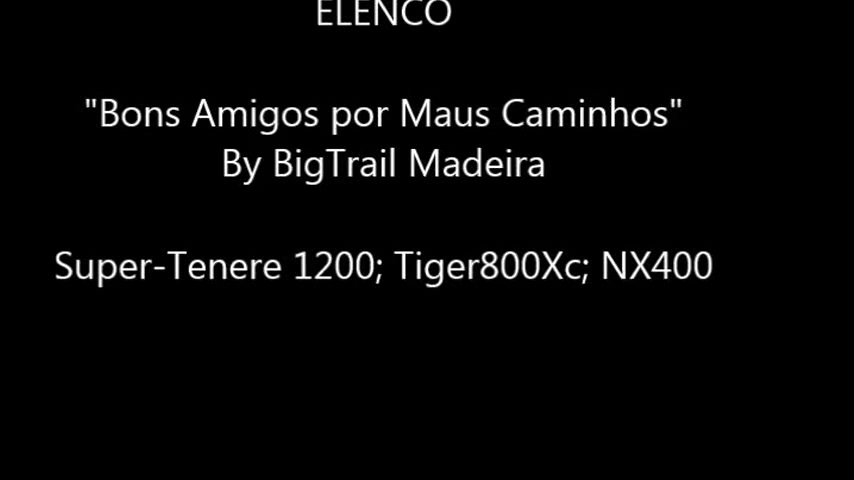 ELENCO
"Bons Amigos por Maus Caminhos"
By BigTrail Madeira
Super-Tenere 1200; Tiger800Xc; NX400